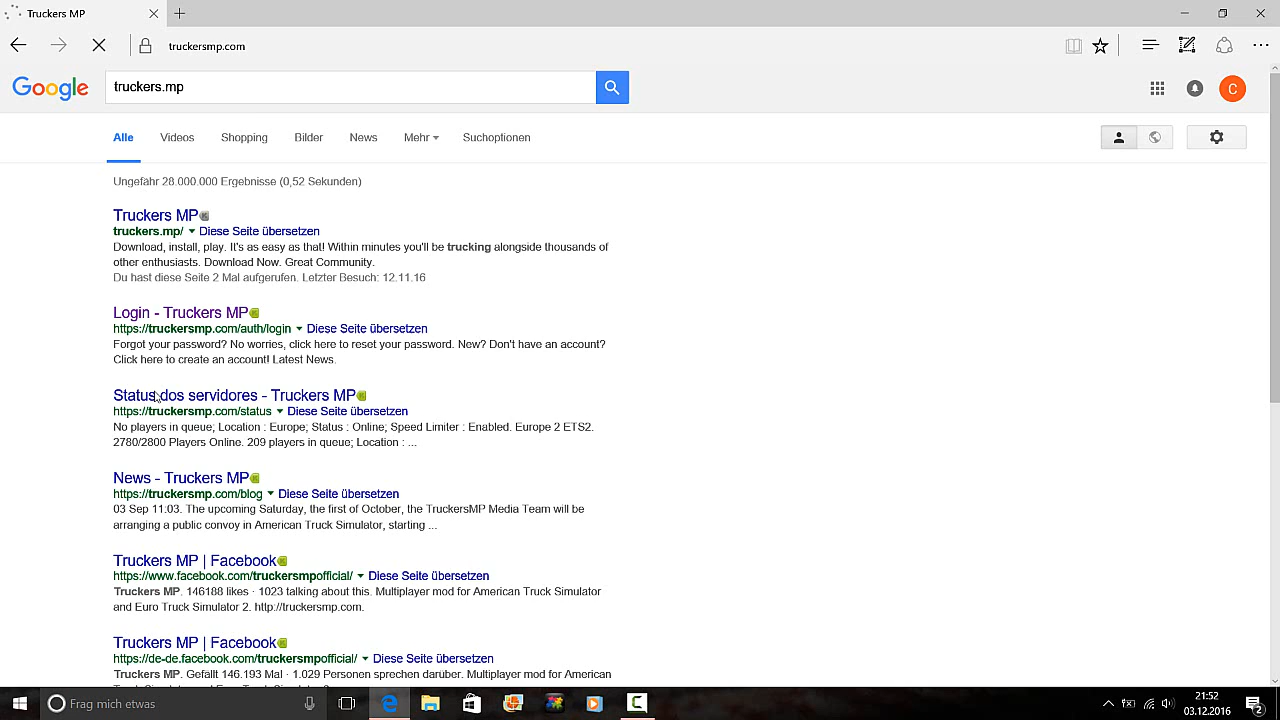 Truckers MP
truckersmp.com
Google
truckers.mp
C
Alle Videos Shopping Bilder News Mehr Suchoptionen
Ungefähr 28.000.000 Ergebnisse (0,52 Sekunden)
Truckers MP
truckers.mp/ Diese Seite übersetzen
Download, install, play. It's as easy as that! Within minutes you'll be trucking alongside thousands of
other enthusiasts. Download Now. Great Community.
Du hast diese Seite 2 Mal aufgerufen. Letzter Besuch: 12.11.16
Login - Truckers MP
https://truckersmp.com/auth/login Diese Seite übersetzen
Forgot your password? No worries, click here to reset your password. New? Don't have an account?
Click here to create an account! Latest News.
Status dos servidores - Truckers MP
https://truckersmp.com/status Diese Seite übersetzen
No players in queue; Location : Europe; Status : Online; Speed Limiter : Enabled. Europe 2 ETS2.
2780/2800 Players Online. 209 players in queue; Location : ...
News - Truckers MP
https://truckersmp.com/blog Diese Seite übersetzen
03 Sep 11:03. The upcoming Saturday, the first of October, the TruckersMP Media Team will be
arranging a public convoy in American Truck Simulator, starting ...
Truckers MP | Facebook
https://www.facebook.com/truckersmpofficial/ Diese Seite übersetzen
Truckers MP. 146188 likes · 1023 talking about this. Multiplayer mod for American Truck Simulator
and Euro Truck Simulator 2. http://truckersmp.com.
Truckers MP | Facebook
https://de-de.facebook.com/truckersmpofficial/ Diese Seite übersetzen
Truckers MP. Gefällt 146.193 Mal · 1.029 Personen sprechen darüber. Multiplayer mod for American
Frag mich etwas
21:52
03.12.2016
2